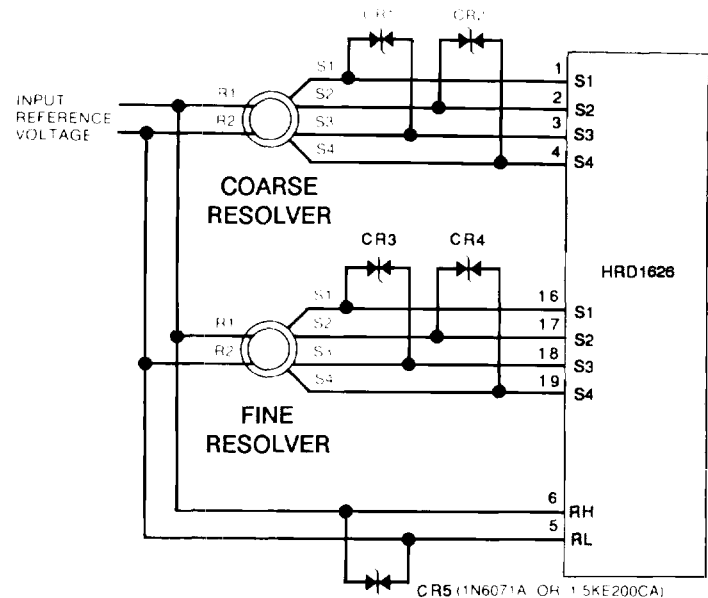 CR1 CR2
S1 1 S1
R1 S2 2 S2
INPUT
REFERENCE
VOLTAGE
R2 S3 3 S3
S4 4 S4
COARSE
RESOLVER
CR3 CR4
HRD1626
S1 16 S1
R1 S2 17 S2
R2 S3 18 S3
S4 19 S4
FINE
RESOLVER
6 RH
5 RL
CR5 (1N6071A OR 1.5KE200CA)